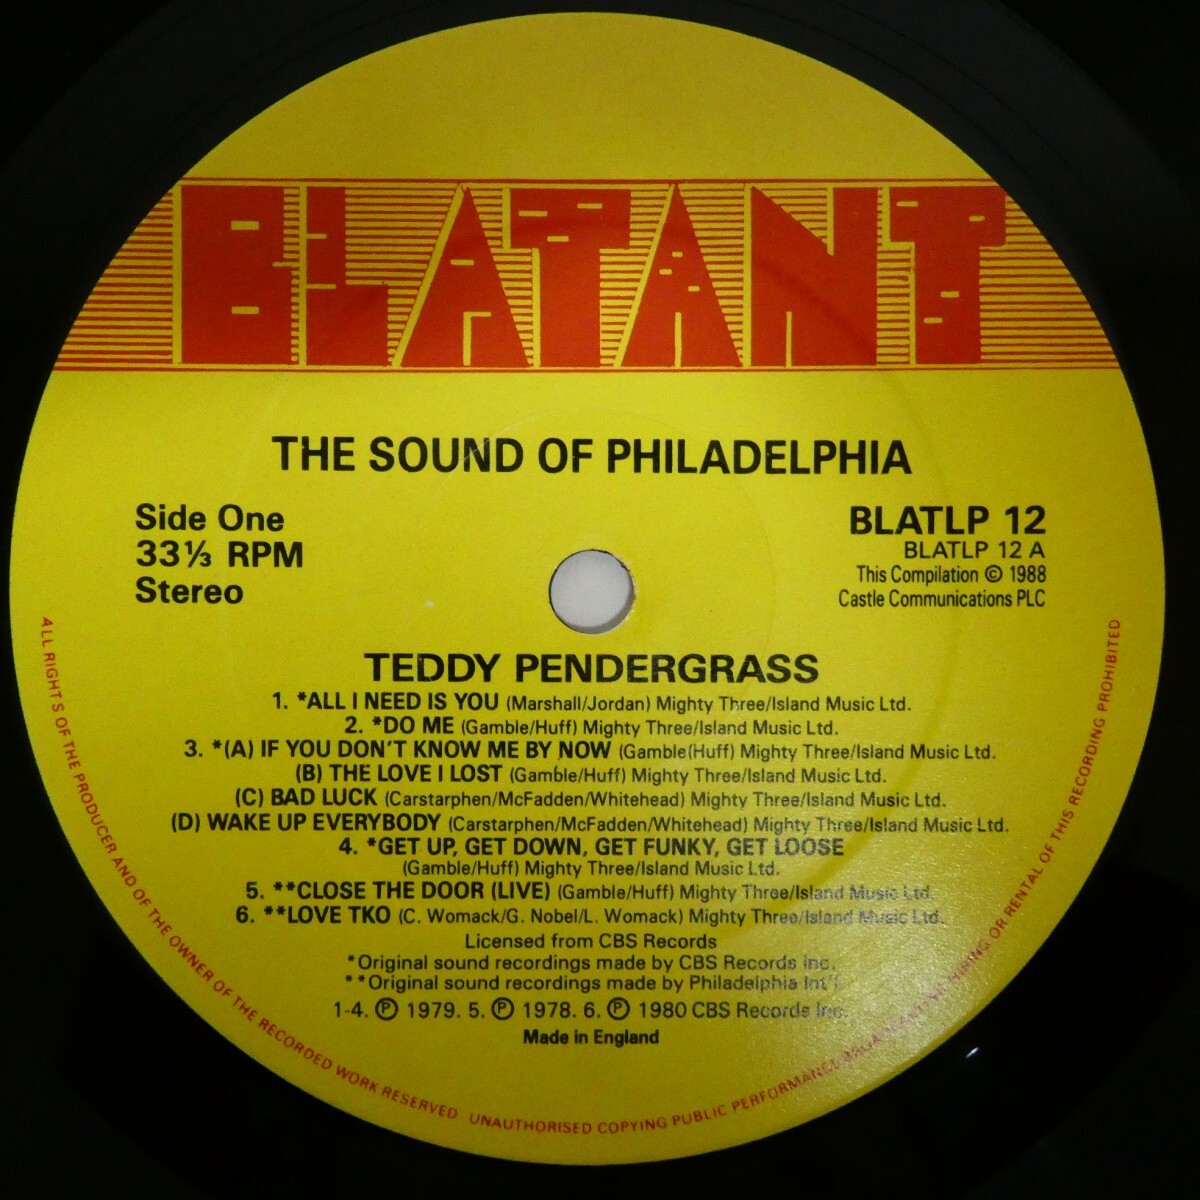 BLATANT
THE SOUND OF PHILADELPHIA
Side One
33⅓ RPM
Stereo
BLATLP 12
BLATLP 12 A
This Compilation © 1988
Castle Communications PLC
TEDDY PENDERGRASS
1. *ALL I NEED IS YOU (Marshall/Jordan) Mighty Three/Island Music Ltd.
2. *DO ME (Gamble/Huff) Mighty Three/Island Music Ltd.
3. *(A) IF YOU DON'T KNOW ME BY NOW (Gamble(Huff) Mighty Three/Island Music Ltd.
(B) THE LOVE I LOST (Gamble/Huff) Mighty Three/Island Music Ltd.
(C) BAD LUCK (Carstarphen/McFadden/Whitehead) Mighty Three/Island Music Ltd.
(D) WAKE UP EVERYBODY (Carstarphen/McFadden/Whitehead) Mighty Three/Island Music Ltd.
4. *GET UP, GET DOWN, GET FUNKY, GET LOOSE
(Gamble/Huff) Mighty Three/Island Music Ltd.
5. **CLOSE THE DOOR (LIVE) (Gamble/Huff) Mighty Three/Island Music Ltd.
6. **LOVE TKO (C. Womack/G. Nobel/L. Womack) Mighty Three/Island Music Ltd.
Licensed from CBS Records
*Original sound recordings made by CBS Records Inc.
**Original sound recordings made by Philadelphia Int'l
1-4. ℗ 1979. 5. ℗ 1978. 6. ℗ 1980 CBS Records Inc.
Made in England
ALL RIGHTS OF THE PRODUCER AND OF THE OWNER OF THE RECORDED WORK RESERVED UNAUTHORISED COPYING PUBLIC PERFORMANCE BROADCASTING HIRING OR RENTAL OF THIS RECORDING PROHIBITED